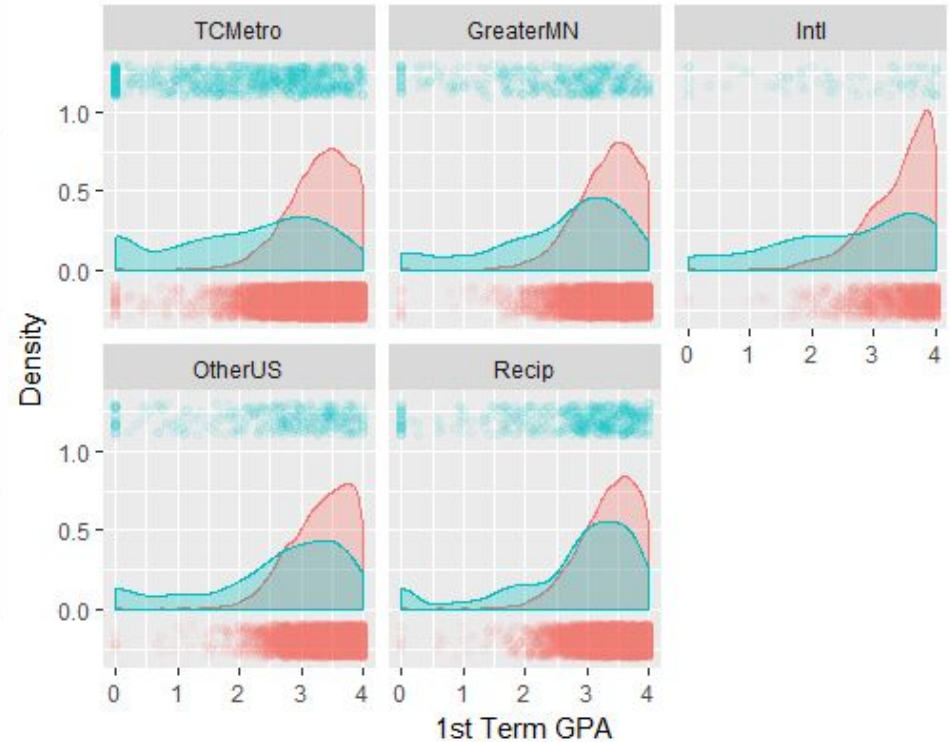 TCMetro GreaterMN Intl
1.0
0.5
0.0
0 1 2 3 4
OtherUS Recip
1.0
0.5
0.0
0 1 2 3 4 0 1 2 3 4
Density
1st Term GPA